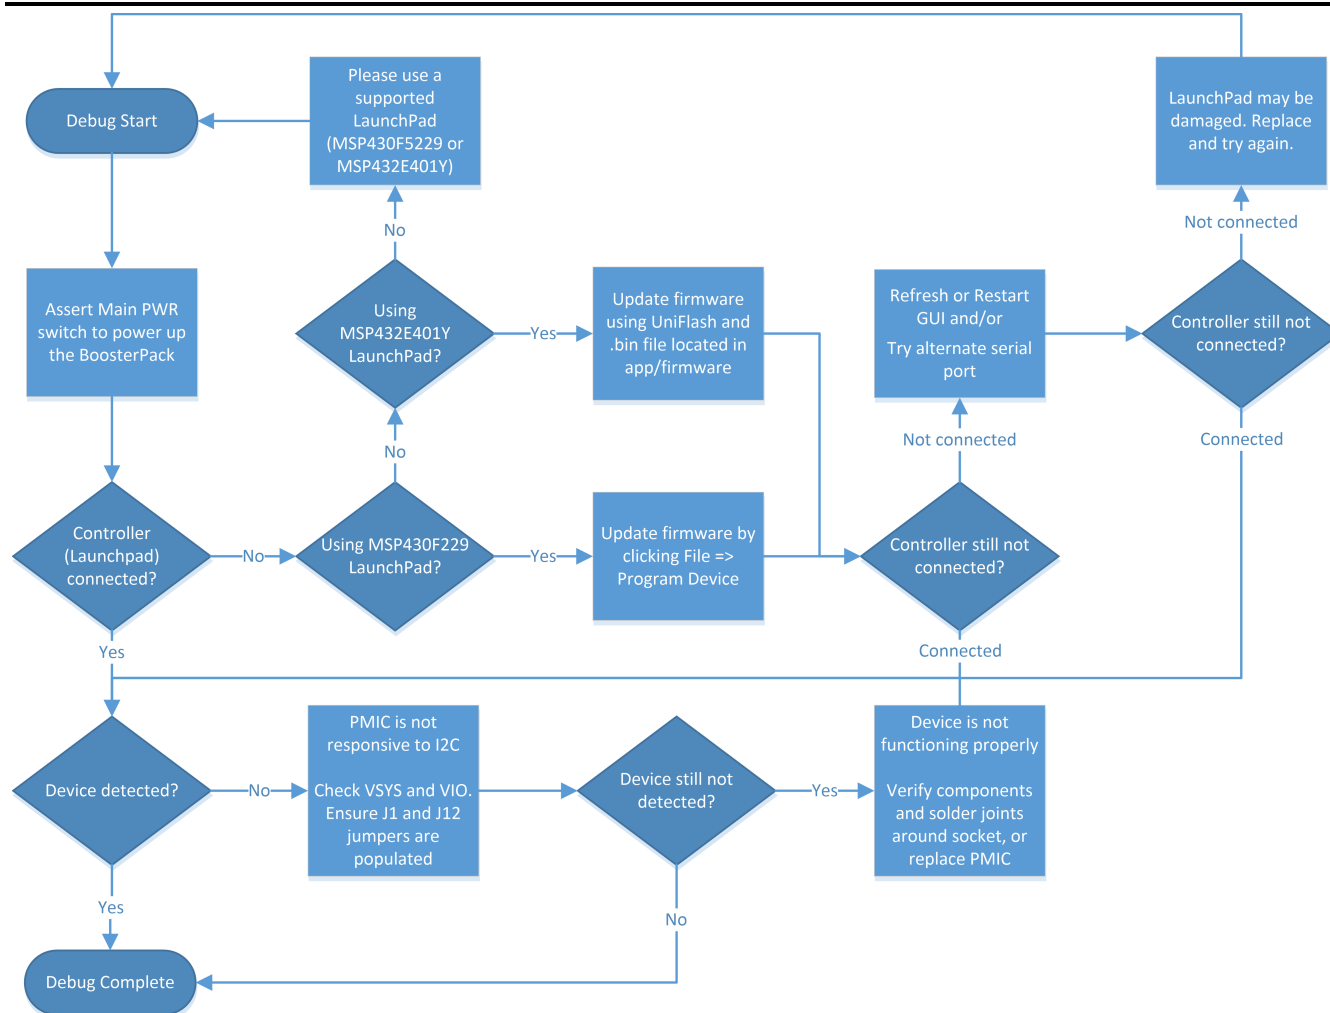 Debug Start
Please use a
supported
LaunchPad
(MSP430F5229 or
MSP432E401Y)
LaunchPad may be
damaged. Replace
and try again.
No
Not connected
Assert Main PWR
switch to power up
the BoosterPack
Using
MSP432E401Y
LaunchPad?
Yes
Update firmware
using UniFlash and
.bin file located in
app/firmware
Refresh or Restart
GUI and/or
Try alternate serial
port
Controller still not
connected?
No
Not connected
Connected
Controller
(Launchpad)
connected?
No
Using MSP430F229
LaunchPad?
Yes
Update firmware by
clicking File =>
Program Device
Controller still not
connected?
Yes
Connected
Device detected?
No
PMIC is not
responsive to I2C
Check VSYS and VIO.
Ensure J1 and J12
jumpers are
populated
Device still not
detected?
Yes
Device is not
functioning properly
Verify components
and solder joints
around socket, or
replace PMIC
Yes
No
Debug Complete